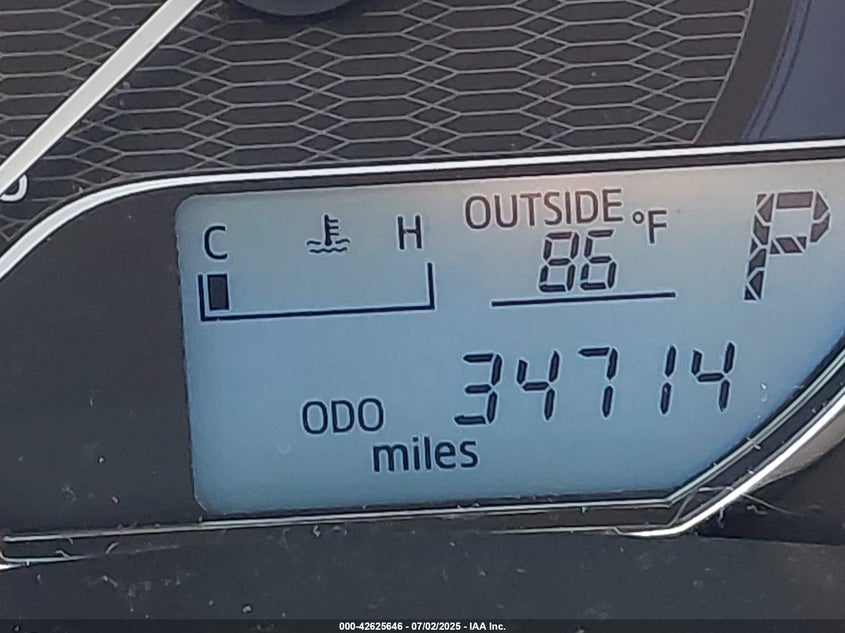 OUTSIDE
C H °F P
86
34714
ODO
miles
000-42625646 - 07/02/2025 - IAA Inc.